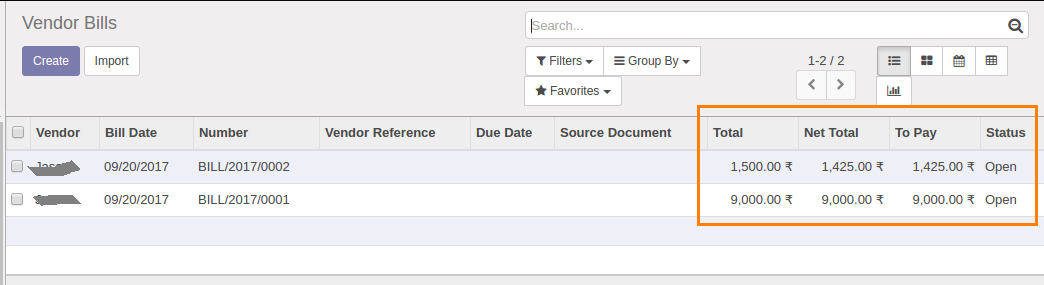 Vendor Bills
Search...
Create Import
Filters Group By
1-2 / 2
Favorites
Vendor Bill Date Number Vendor Reference Due Date Source Document Total Net Total To Pay Status
09/20/2017 BILL/2017/0002 1,500.00 ₹ 1,425.00 ₹ 1,425.00 ₹ Open
09/20/2017 BILL/2017/0001 9,000.00 ₹ 9,000.00 ₹ 9,000.00 ₹ Open